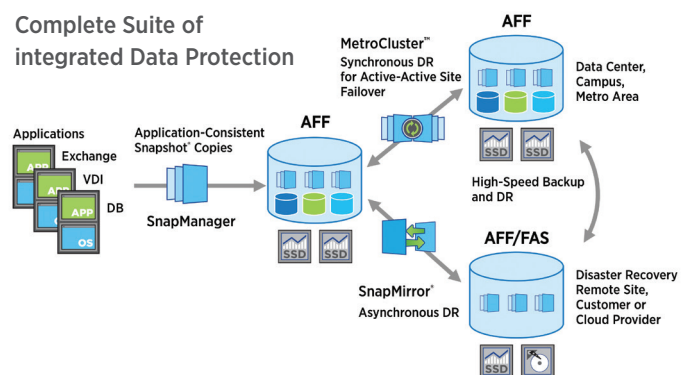 Complete Suite of
integrated Data Protection
Applications
Exchange
VDI
DB
APP
APP
APP
OS
Application-Consistent
Snapshot® Copies
SnapManager
AFF
SSD
SSD
MetroCluster™
Synchronous DR
for Active-Active Site
Failover
AFF
SSD
SSD
Data Center,
Campus,
Metro Area
High-Speed Backup
and DR
SnapMirror®
Asynchronous DR
AFF/FAS
SSD
Disaster Recovery
Remote Site,
Customer or
Cloud Provider